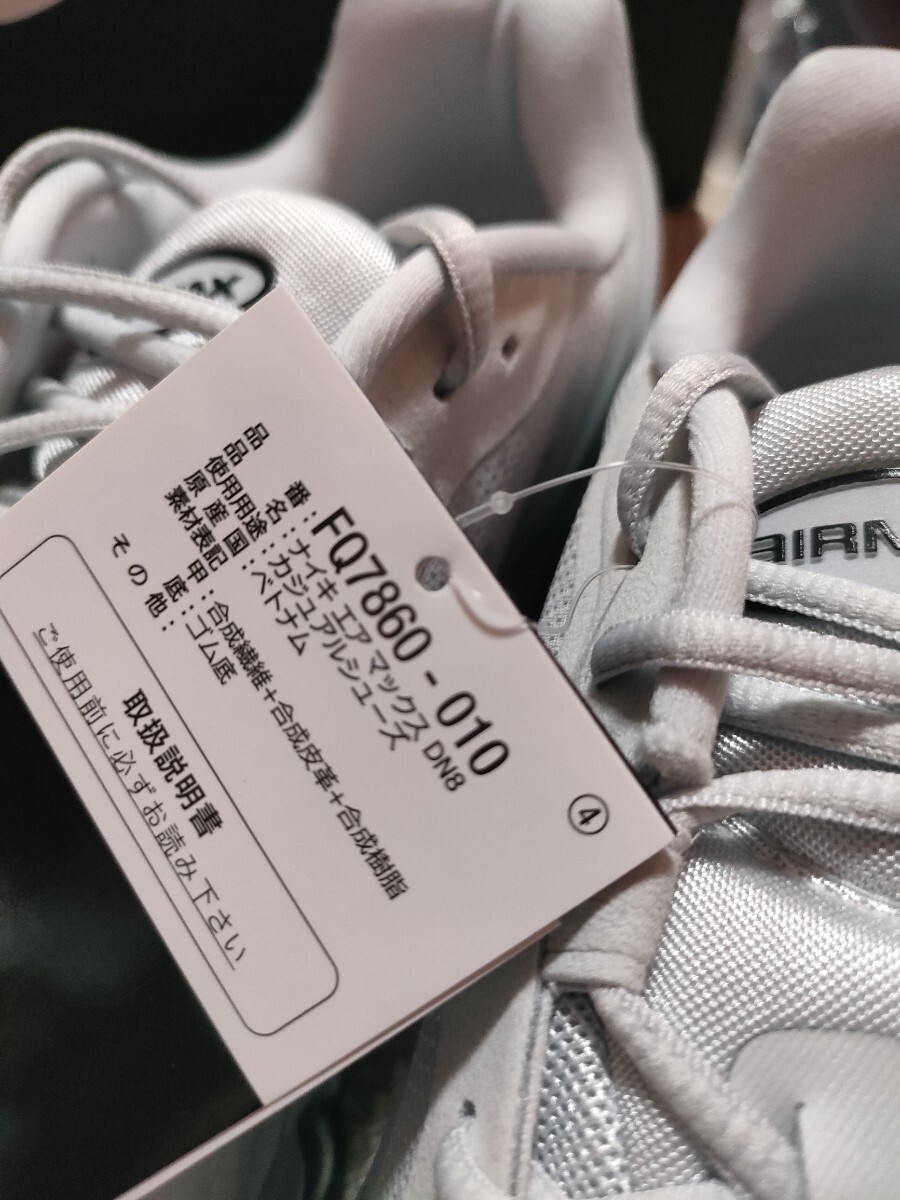 品番：FQ7860-010
品名：ナイキ エア マックス DN8
使用用途：カジュアルシューズ
原産国：ベトナム
素材表記 甲：合成繊維+合成皮革+合成樹脂
底：ゴム底
その他：
④
取扱説明書
ご使用前に必ずお読み下さい
AIRM